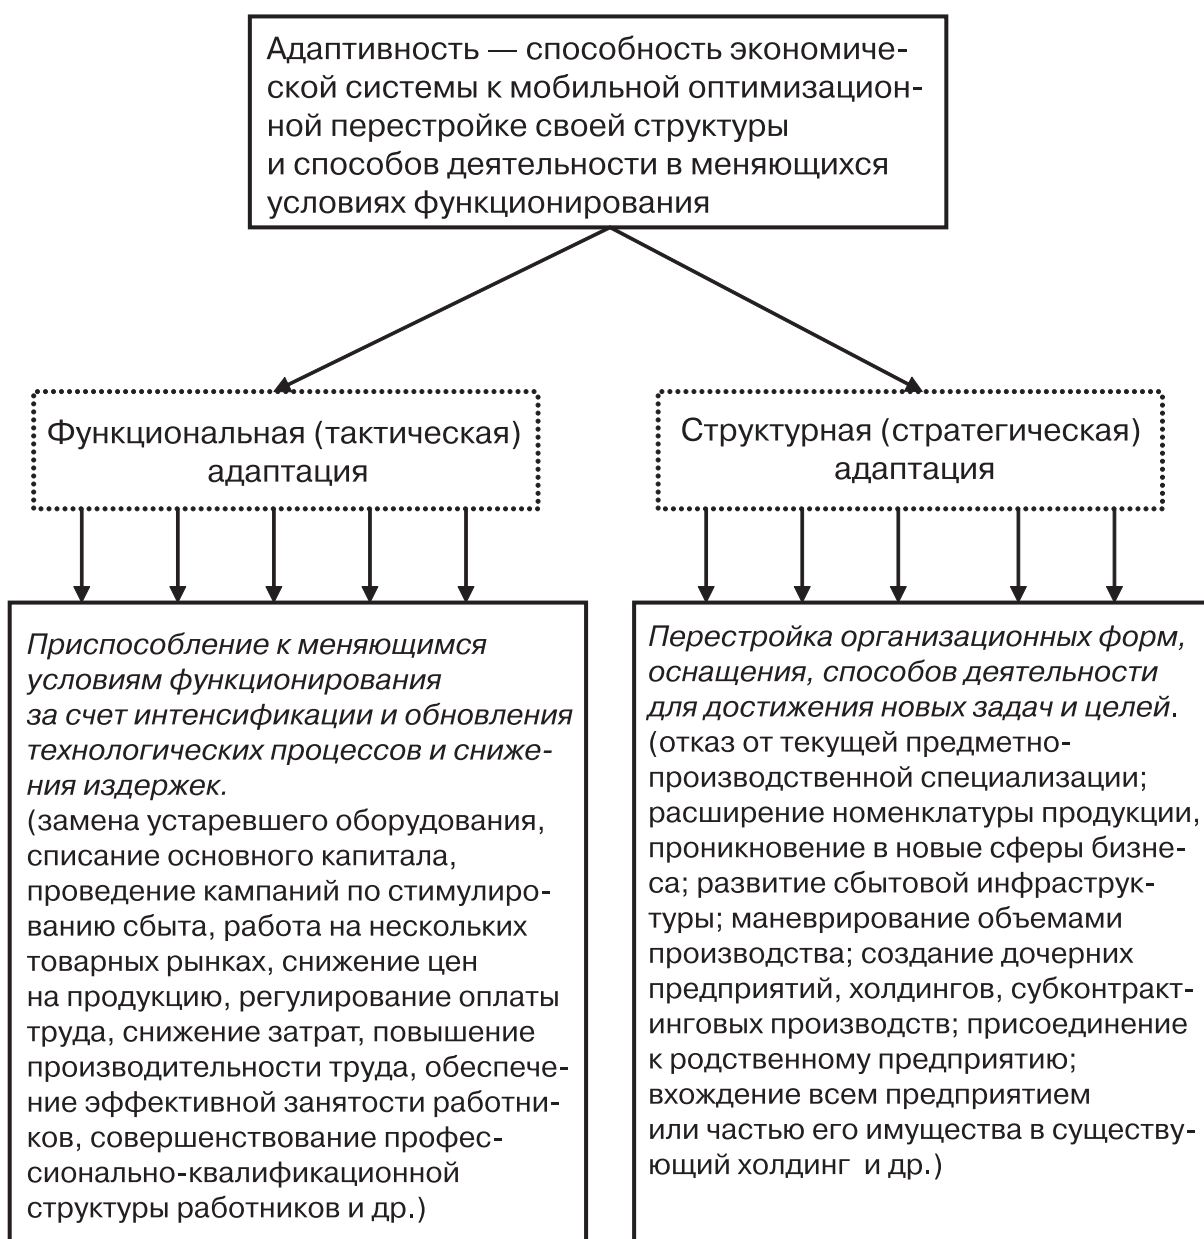 Адаптивность — способность экономиче-
ской системы к мобильной оптимизацион-
ной перестройке своей структуры
и способов деятельности в меняющихся
условиях функционирования
Функциональная (тактическая)
адаптация
Структурная (стратегическая)
адаптация
Приспособление к меняющимся
условиям функционирования
за счет интенсификации и обновления
технологических процессов и сниже-
ния издержек.
(замена устаревшего оборудования,
списание основного капитала,
проведение кампаний по стимулиро-
ванию сбыта, работа на нескольких
товарных рынках, снижение цен
на продукцию, регулирование оплаты
труда, снижение затрат, повышение
производительности труда, обеспече-
ние эффективной занятости работни-
ков, совершенствование профес-
сионально-квалификационной
структуры работников и др.)
Перестройка организационных форм,
оснащения, способов деятельности
для достижения новых задач и целей.
(отказ от текущей предметно-
производственной специализации;
расширение номенклатуры продукции,
проникновение в новые сферы бизне-
са; развитие сбытовой инфраструк-
туры; маневрирование объемами
производства; создание дочерних
предприятий, холдингов, субконтракт-
инговых производств; присоединение
к родственному предприятию;
вхождение всем предприятием
или частью его имущества в существу-
ющий холдинг и др.)